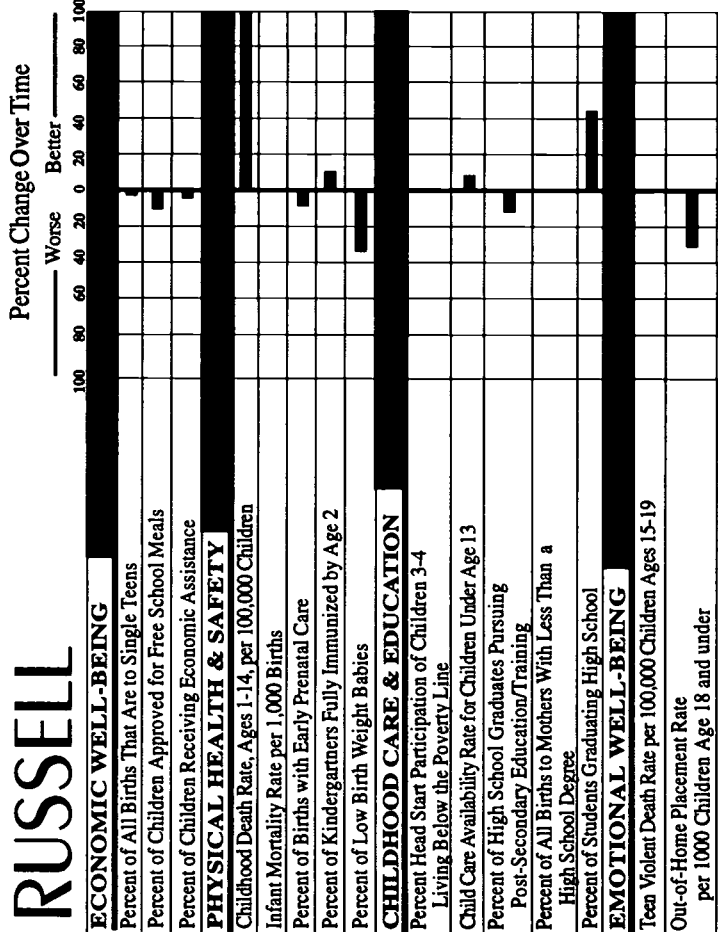 RUSSELL
Percent Change Over Time
Worse Better
100 80 60 40 20 0 20 40 60 80 100
ECONOMIC WELL-BEING
Percent of All Births That Are to Single Teens
Percent of Children Approved for Free School Meals
Percent of Children Receiving Economic Assistance
PHYSICAL HEALTH & SAFETY
Childhood Death Rate, Ages 1-14, per 100,000 Children
Infant Mortality Rate per 1,000 Births
Percent of Births with Early Prenatal Care
Percent of Kindergartners Fully Immunized by Age 2
Percent of Low Birth Weight Babies
CHILDHOOD CARE & EDUCATION
Percent Head Start Participation of Children 3-4
Living Below the Poverty Line
Child Care Availability Rate for Children Under Age 13
Percent of High School Graduates Pursuing
Post-Secondary Education/Training
Percent of All Births to Mothers With Less Than a
High School Degree
Percent of Students Graduating High School
EMOTIONAL WELL-BEING
Teen Violent Death Rate per 100,000 Children Ages 15-19
Out-of-Home Placement Rate
per 1000 Children Age 18 and under